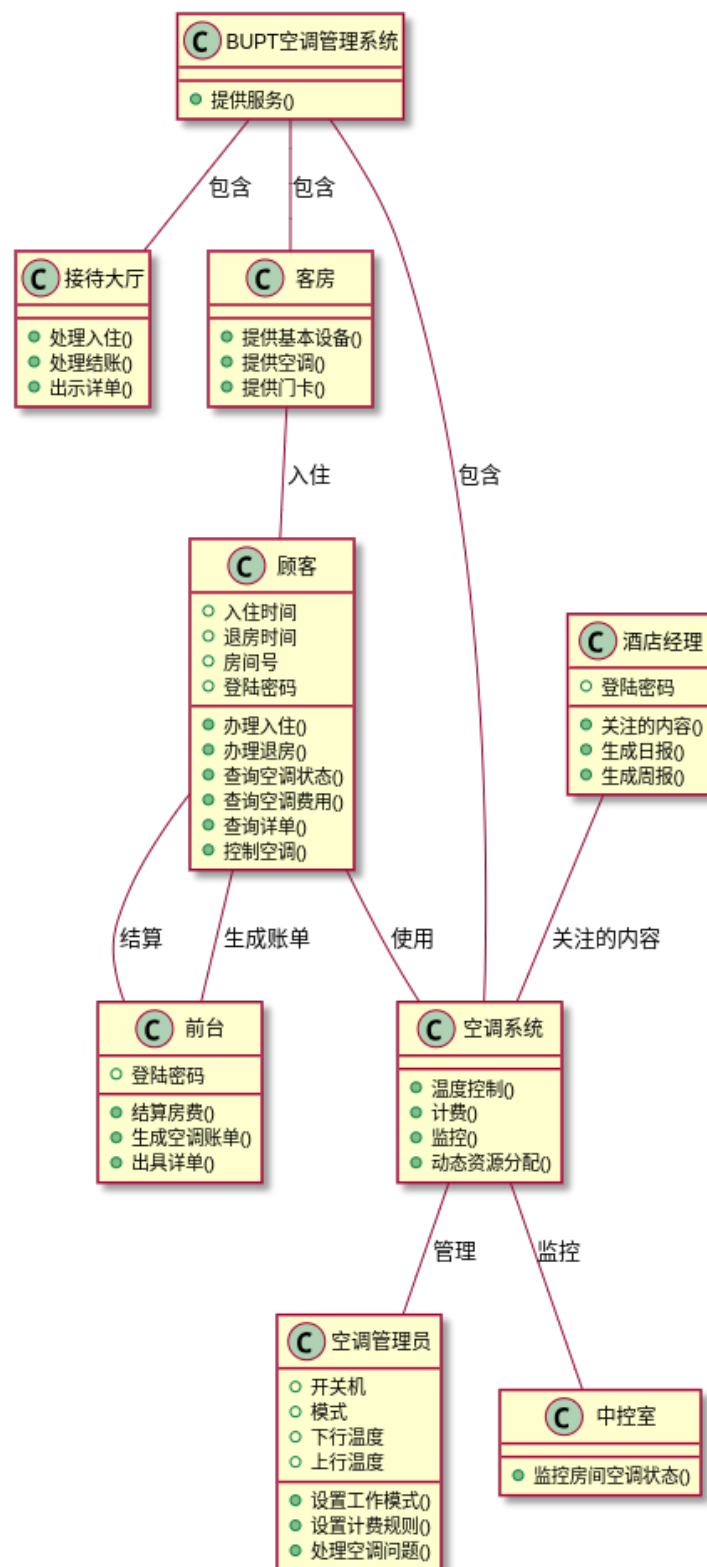 C BUPT空调管理系统
提供服务()
包含
包含
C 接待大厅
处理入住()
处理结账()
出示详单()
C 客房
提供基本设备()
提供空调()
提供门卡()
入住
包含
C 顾客
入住时间
退房时间
房间号
登陆密码
办理入住()
办理退房()
查询空调状态()
查询空调费用()
查询详单()
控制空调()
C 酒店经理
登陆密码
关注的内容()
生成日报()
生成周报()
结算
生成账单
使用
关注的内容
C 前台
登陆密码
结算房费()
生成空调账单()
出具详单()
C 空调系统
温度控制()
计费()
监控()
动态资源分配()
管理
监控
C 空调管理员
开关机
模式
下行温度
上行温度
设置工作模式()
设置计费规则()
处理空调问题()
C 中控室
监控房间空调状态()